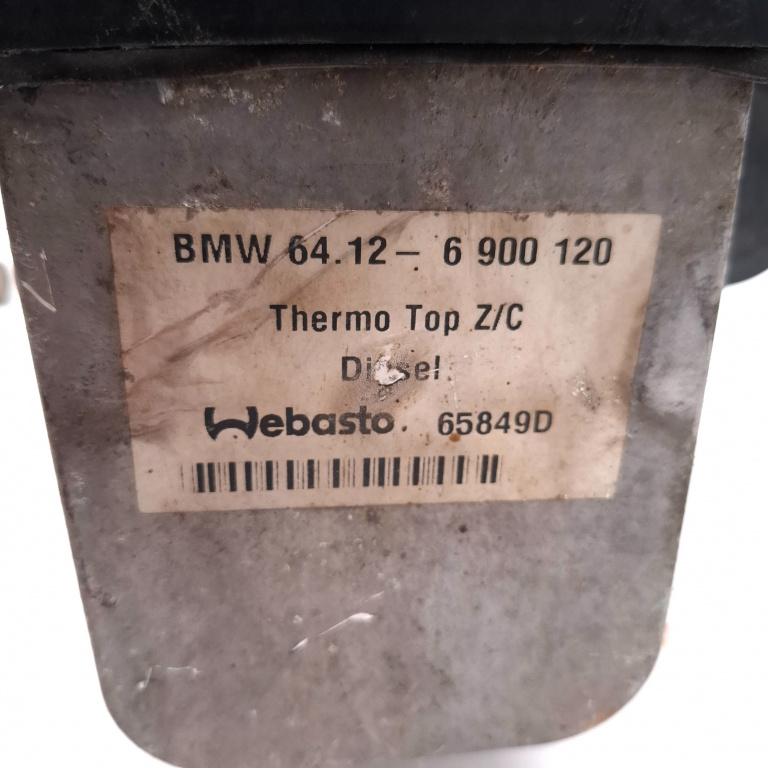 BMW 64.12- 6 900 120
Thermo Top Z/C
Diesel
Webasto. 65849D